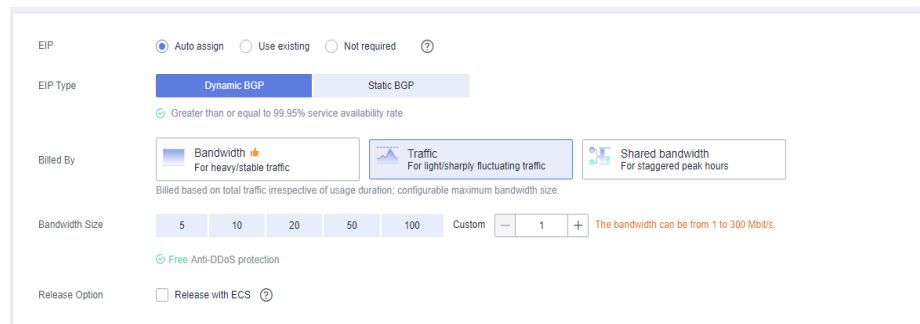 EIP Auto assign Use existing Not required ?
EIP Type Dynamic BGP Static BGP
Greater than or equal to 99.95% service availability rate
Bandwidth Traffic Shared bandwidth
Billed By For heavy/stable traffic For light/sharply fluctuating traffic For staggered peak hours
Billed based on total traffic irrespective of usage duration; configurable maximum bandwidth size.
Bandwidth Size 5 10 20 50 100 Custom — 1 + The bandwidth can be from 1 to 300 Mbit/s.
Free Anti-DDoS protection
Release Option Release with ECS ?